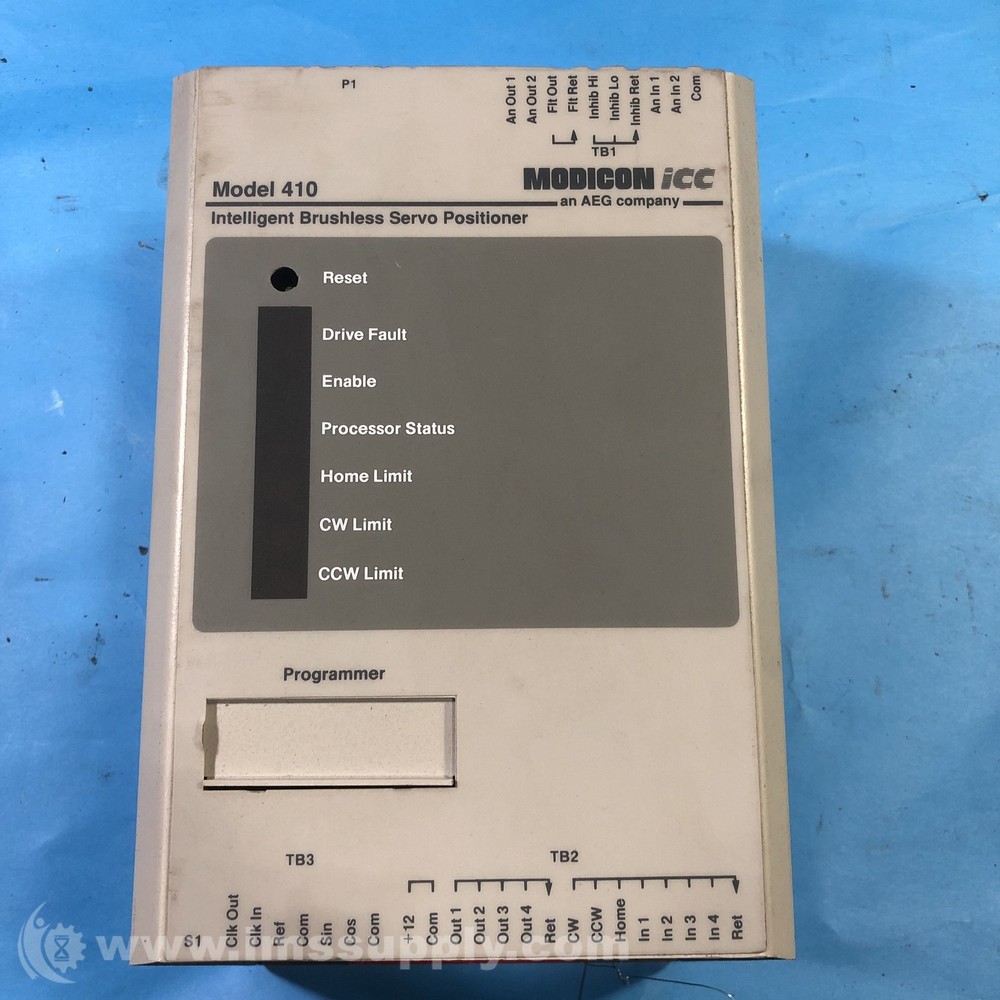 P1
An Out 1
An Out 2
Flt Out
Flt Ret
Inhib Hi
Inhib Lo
Inhib Ret
An In 1
An In 2
Com
TB1
MODICON icc
an AEG company
Model 410
Intelligent Brushless Servo Positioner
Reset
Drive Fault
Enable
Processor Status
Home Limit
CW Limit
CCW Limit
Programmer
TB3
TB2
S1
Clk Out
Clk In
Ref
Com
Sin
Cos
Com
+12
Com
Out 1
Out 2
Out 3
Out 4
Ret
CW
CCW
Home
In 1
In 2
In 3
In 4
Ret
www.imssupply.com